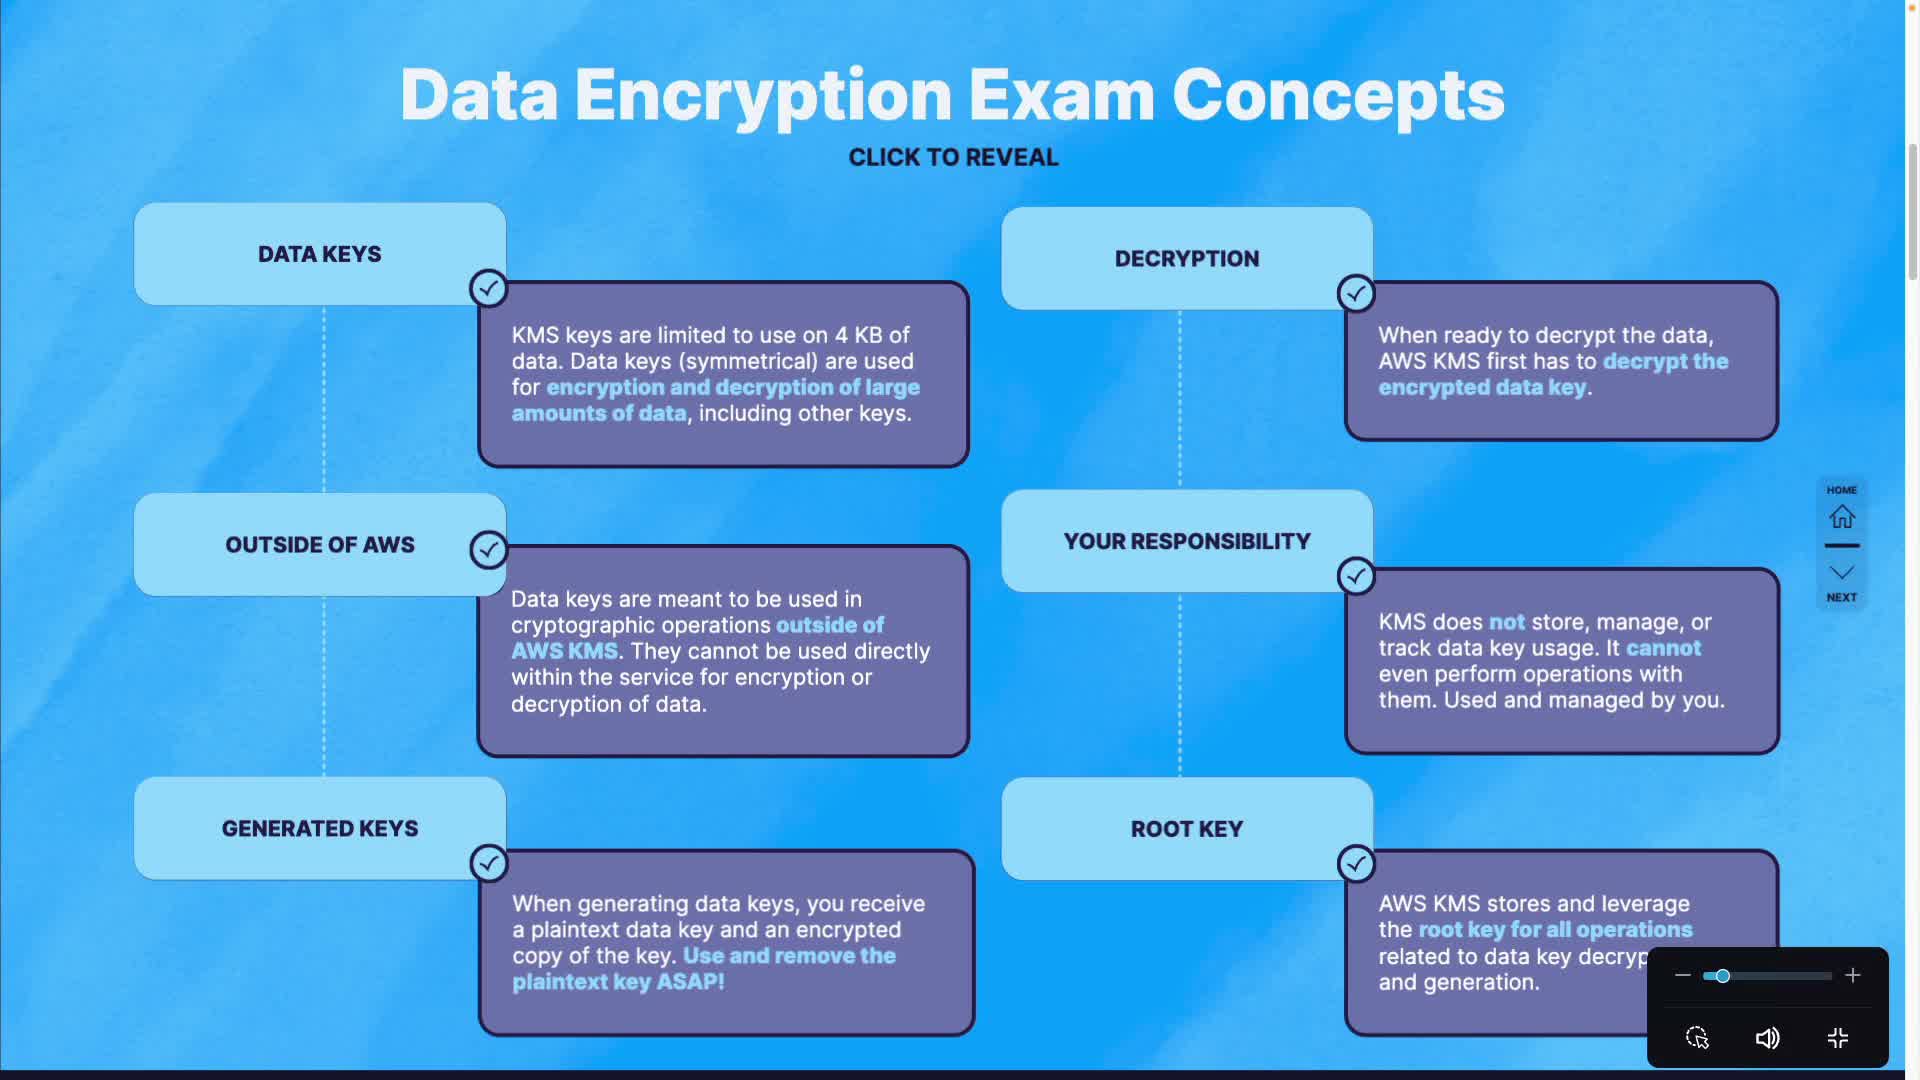 Data Encryption Exam Concepts
CLICK TO REVEAL
DATA KEYS
KMS keys are limited to use on 4 KB of
data. Data keys (symmetrical) are used
for encryption and decryption of large
amounts of data, including other keys.
OUTSIDE OF AWS
Data keys are meant to be used in
cryptographic operations outside of
AWS KMS. They cannot be used directly
within the service for encryption or
decryption of data.
GENERATED KEYS
When generating data keys, you receive
a plaintext data key and an encrypted
copy of the key. Use and remove the
plaintext key ASAP!
DECRYPTION
When ready to decrypt the data,
AWS KMS first has to decrypt the
encrypted data key.
YOUR RESPONSIBILITY
KMS does not store, manage, or
track data key usage. It cannot
even perform operations with
them. Used and managed by you.
ROOT KEY
AWS KMS stores and leverage
the root key for all operations
related to data key decryp
and generation.
HOME
NEXT